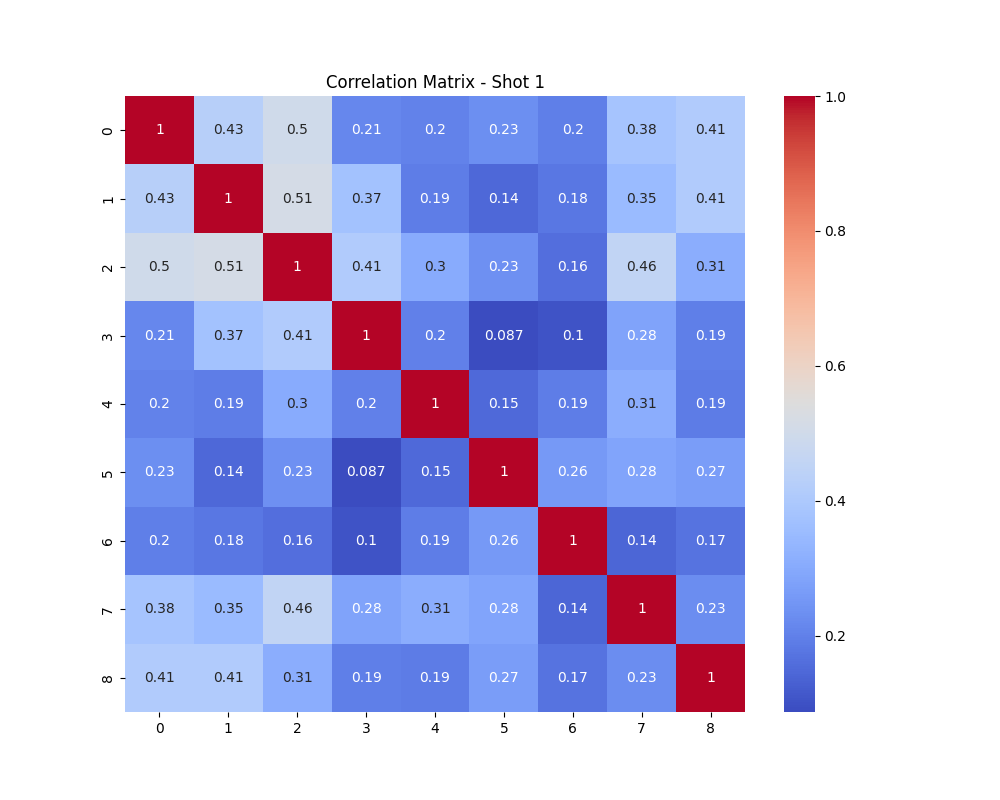 Correlation Matrix - Shot 1
0 1 0.43 0.5 0.21 0.2 0.23 0.2 0.38 0.41
1 0.43 1 0.51 0.37 0.19 0.14 0.18 0.35 0.41
2 0.5 0.51 1 0.41 0.3 0.23 0.16 0.46 0.31
3 0.21 0.37 0.41 1 0.2 0.087 0.1 0.28 0.19
4 0.2 0.19 0.3 0.2 1 0.15 0.19 0.31 0.19
5 0.23 0.14 0.23 0.087 0.15 1 0.26 0.28 0.27
6 0.2 0.18 0.16 0.1 0.19 0.26 1 0.14 0.17
7 0.38 0.35 0.46 0.28 0.31 0.28 0.14 1 0.23
8 0.41 0.41 0.31 0.19 0.19 0.27 0.17 0.23 1
0 1 2 3 4 5 6 7 8
1.0
0.8
0.6
0.4
0.2